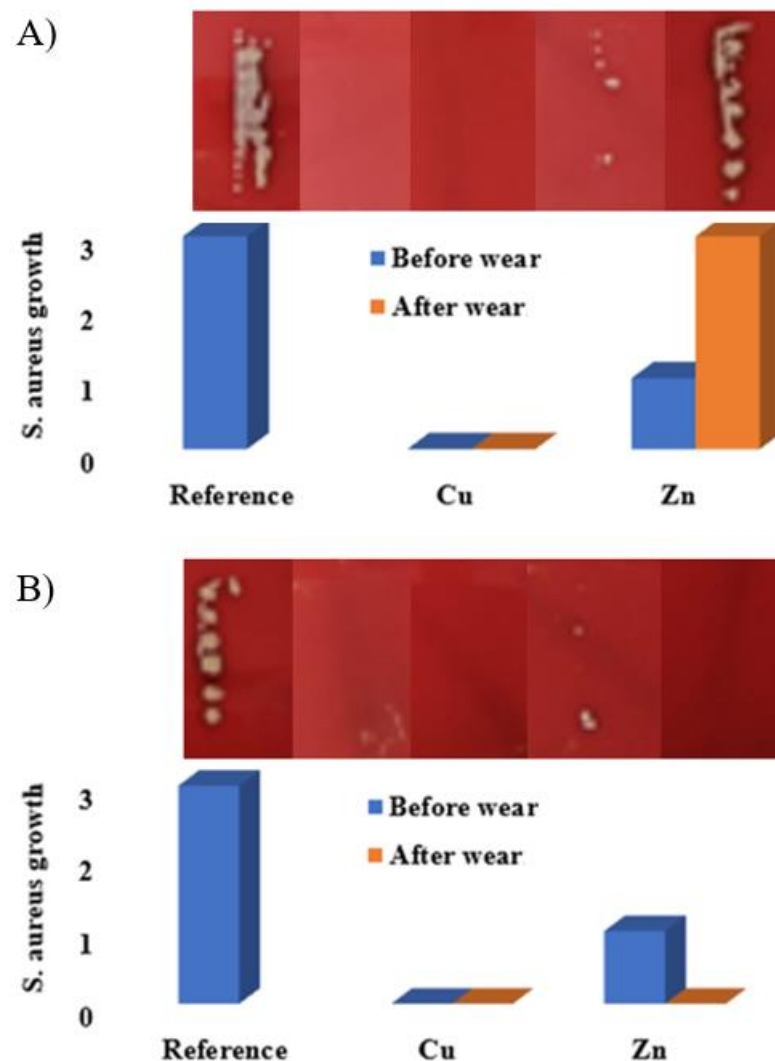 A)
S. aureus growth
3
2
1
0
Before wear
After wear
Reference Cu Zn
B)
S. aureus growth
3
2
1
0
Before wear
After wear
Reference Cu Zn